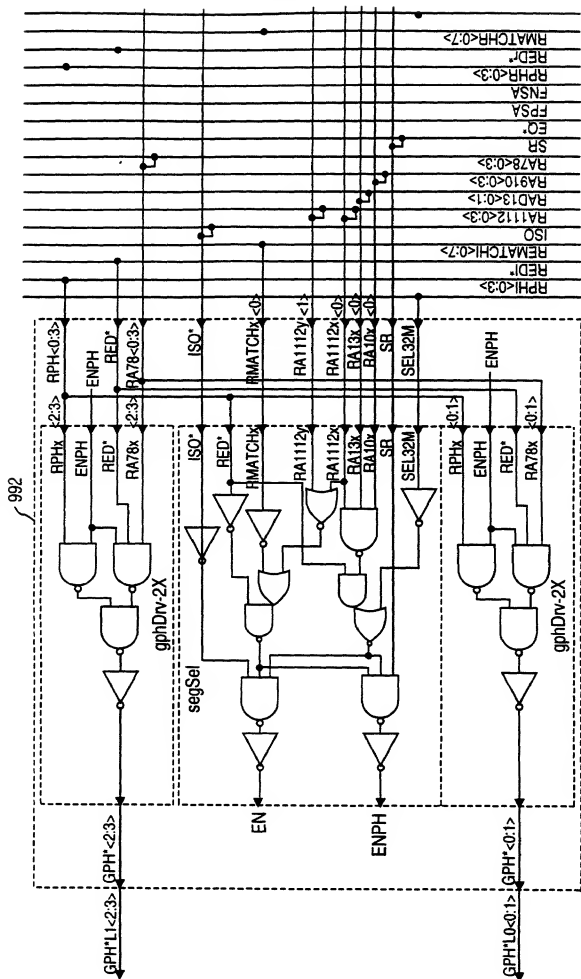 992
RMATCHR<0:7>
REDr*
RPHR<0:3>
FNSA
FPSA
EQ*
SR
RA78<0:3>
RA910<0:3>
RAD13<0:1>
RA1112<0:3>
ISO
REMATCHI<0:7>
REDI*
RPHI<0:3>
RPH<0:3>
ENPH
RED*
RA78<0:3>
ISO*
RMATCHx <0>
RA1112y <1>
RA1112x <0>
RA13x <0>
RA10x <0>
SR
SEL32M
ENPH
RPHx <2:3>
ENPH
RED*
RA78x <2:3>
gphDrv-2X
GPH*<2:3>
GPH*L1<2:3>
segSel
ISO*
RED*
RMATCHx
RA1112y
RA1112x
RA13x
RA10x
SR
SEL32M
EN
ENPH
RPHx <0:1>
ENPH
RED*
RA78x <0:1>
gphDrv-2X
GPH*<0:1>
GPH*L0<0:1>